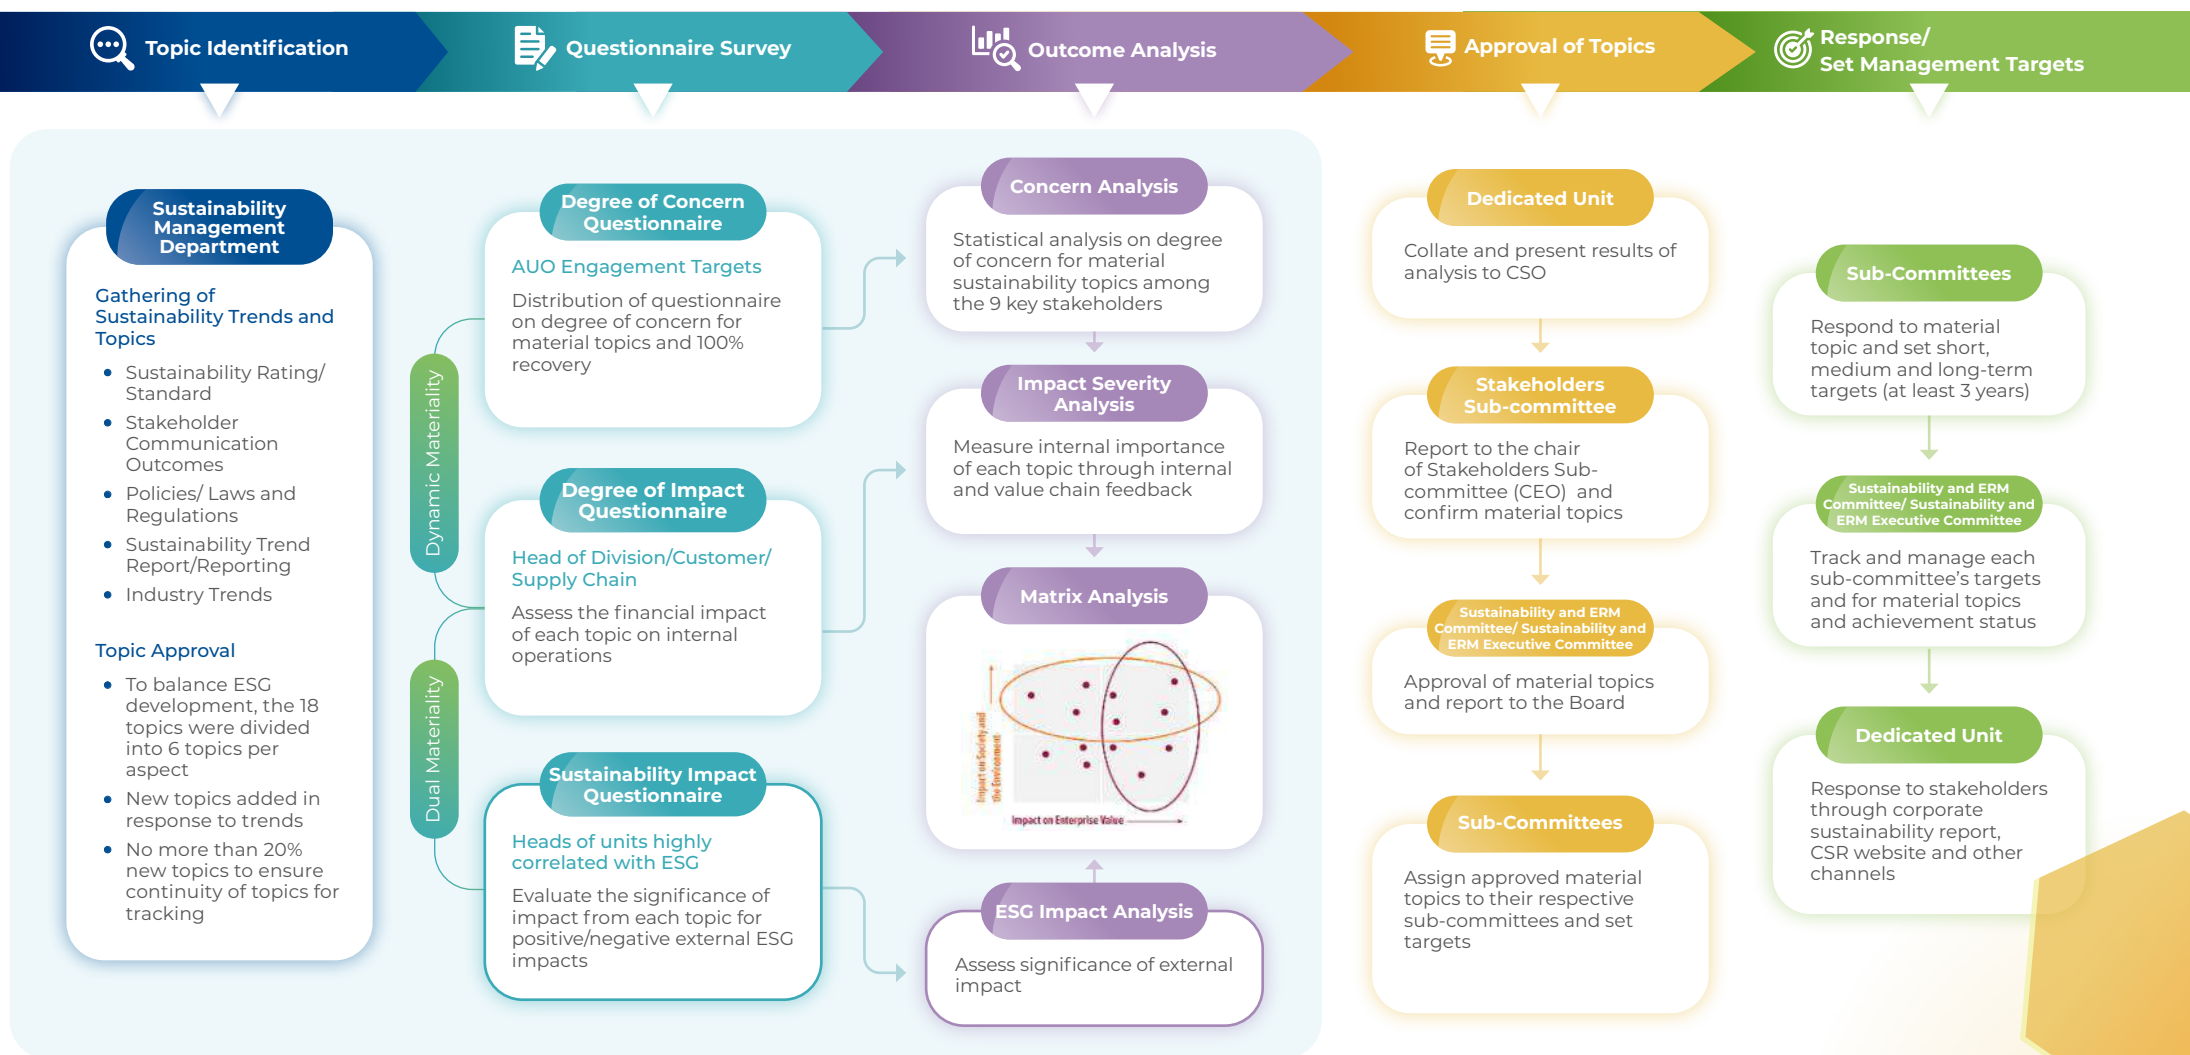 Topic Identification
Questionnaire Survey
Outcome Analysis
Approval of Topics
Response/
Set Management Targets
Sustainability
Management
Department
Gathering of
Sustainability Trends and
Topics
Sustainability Rating/
Standard
Stakeholder
Communication
Outcomes
Policies/ Laws and
Regulations
Sustainability Trend
Report/Reporting
Industry Trends
Topic Approval
To balance ESG
development, the 18
topics were divided
into 6 topics per
aspect
New topics added in
response to trends
No more than 20%
new topics to ensure
continuity of topics for
tracking
Dynamic Materiality
Dual Materiality
Degree of Concern
Questionnaire
AUO Engagement Targets
Distribution of questionnaire
on degree of concern for
material topics and 100%
recovery
Degree of Impact
Questionnaire
Head of Division/Customer/
Supply Chain
Assess the financial impact
of each topic on internal
operations
Sustainability Impact
Questionnaire
Heads of units highly
correlated with ESG
Evaluate the significance of
impact from each topic for
positive/negative external ESG
impacts
Concern Analysis
Statistical analysis on degree
of concern for material
sustainability topics among
the 9 key stakeholders
Impact Severity
Analysis
Measure internal importance
of each topic through internal
and value chain feedback
Matrix Analysis
Impact on Society and
the Environment
Impact on Enterprise Value
ESG Impact Analysis
Assess significance of external
impact
Dedicated Unit
Collate and present results of
analysis to CSO
Stakeholders
Sub-committee
Report to the chair
of Stakeholders Sub-
committee (CEO) and
confirm material topics
Sustainability and ERM
Committee/ Sustainability and
ERM Executive Committee
Approval of material topics
and report to the Board
Sub-Committees
Assign approved material
topics to their respective
sub-committees and set
targets
Sub-Committees
Respond to material
topic and set short,
medium and long-term
targets (at least 3 years)
Sustainability and ERM
Committee/ Sustainability and
ERM Executive Committee
Track and manage each
sub-committee's targets
and for material topics
and achievement status
Dedicated Unit
Response to stakeholders
through corporate
sustainability report,
CSR website and other
channels